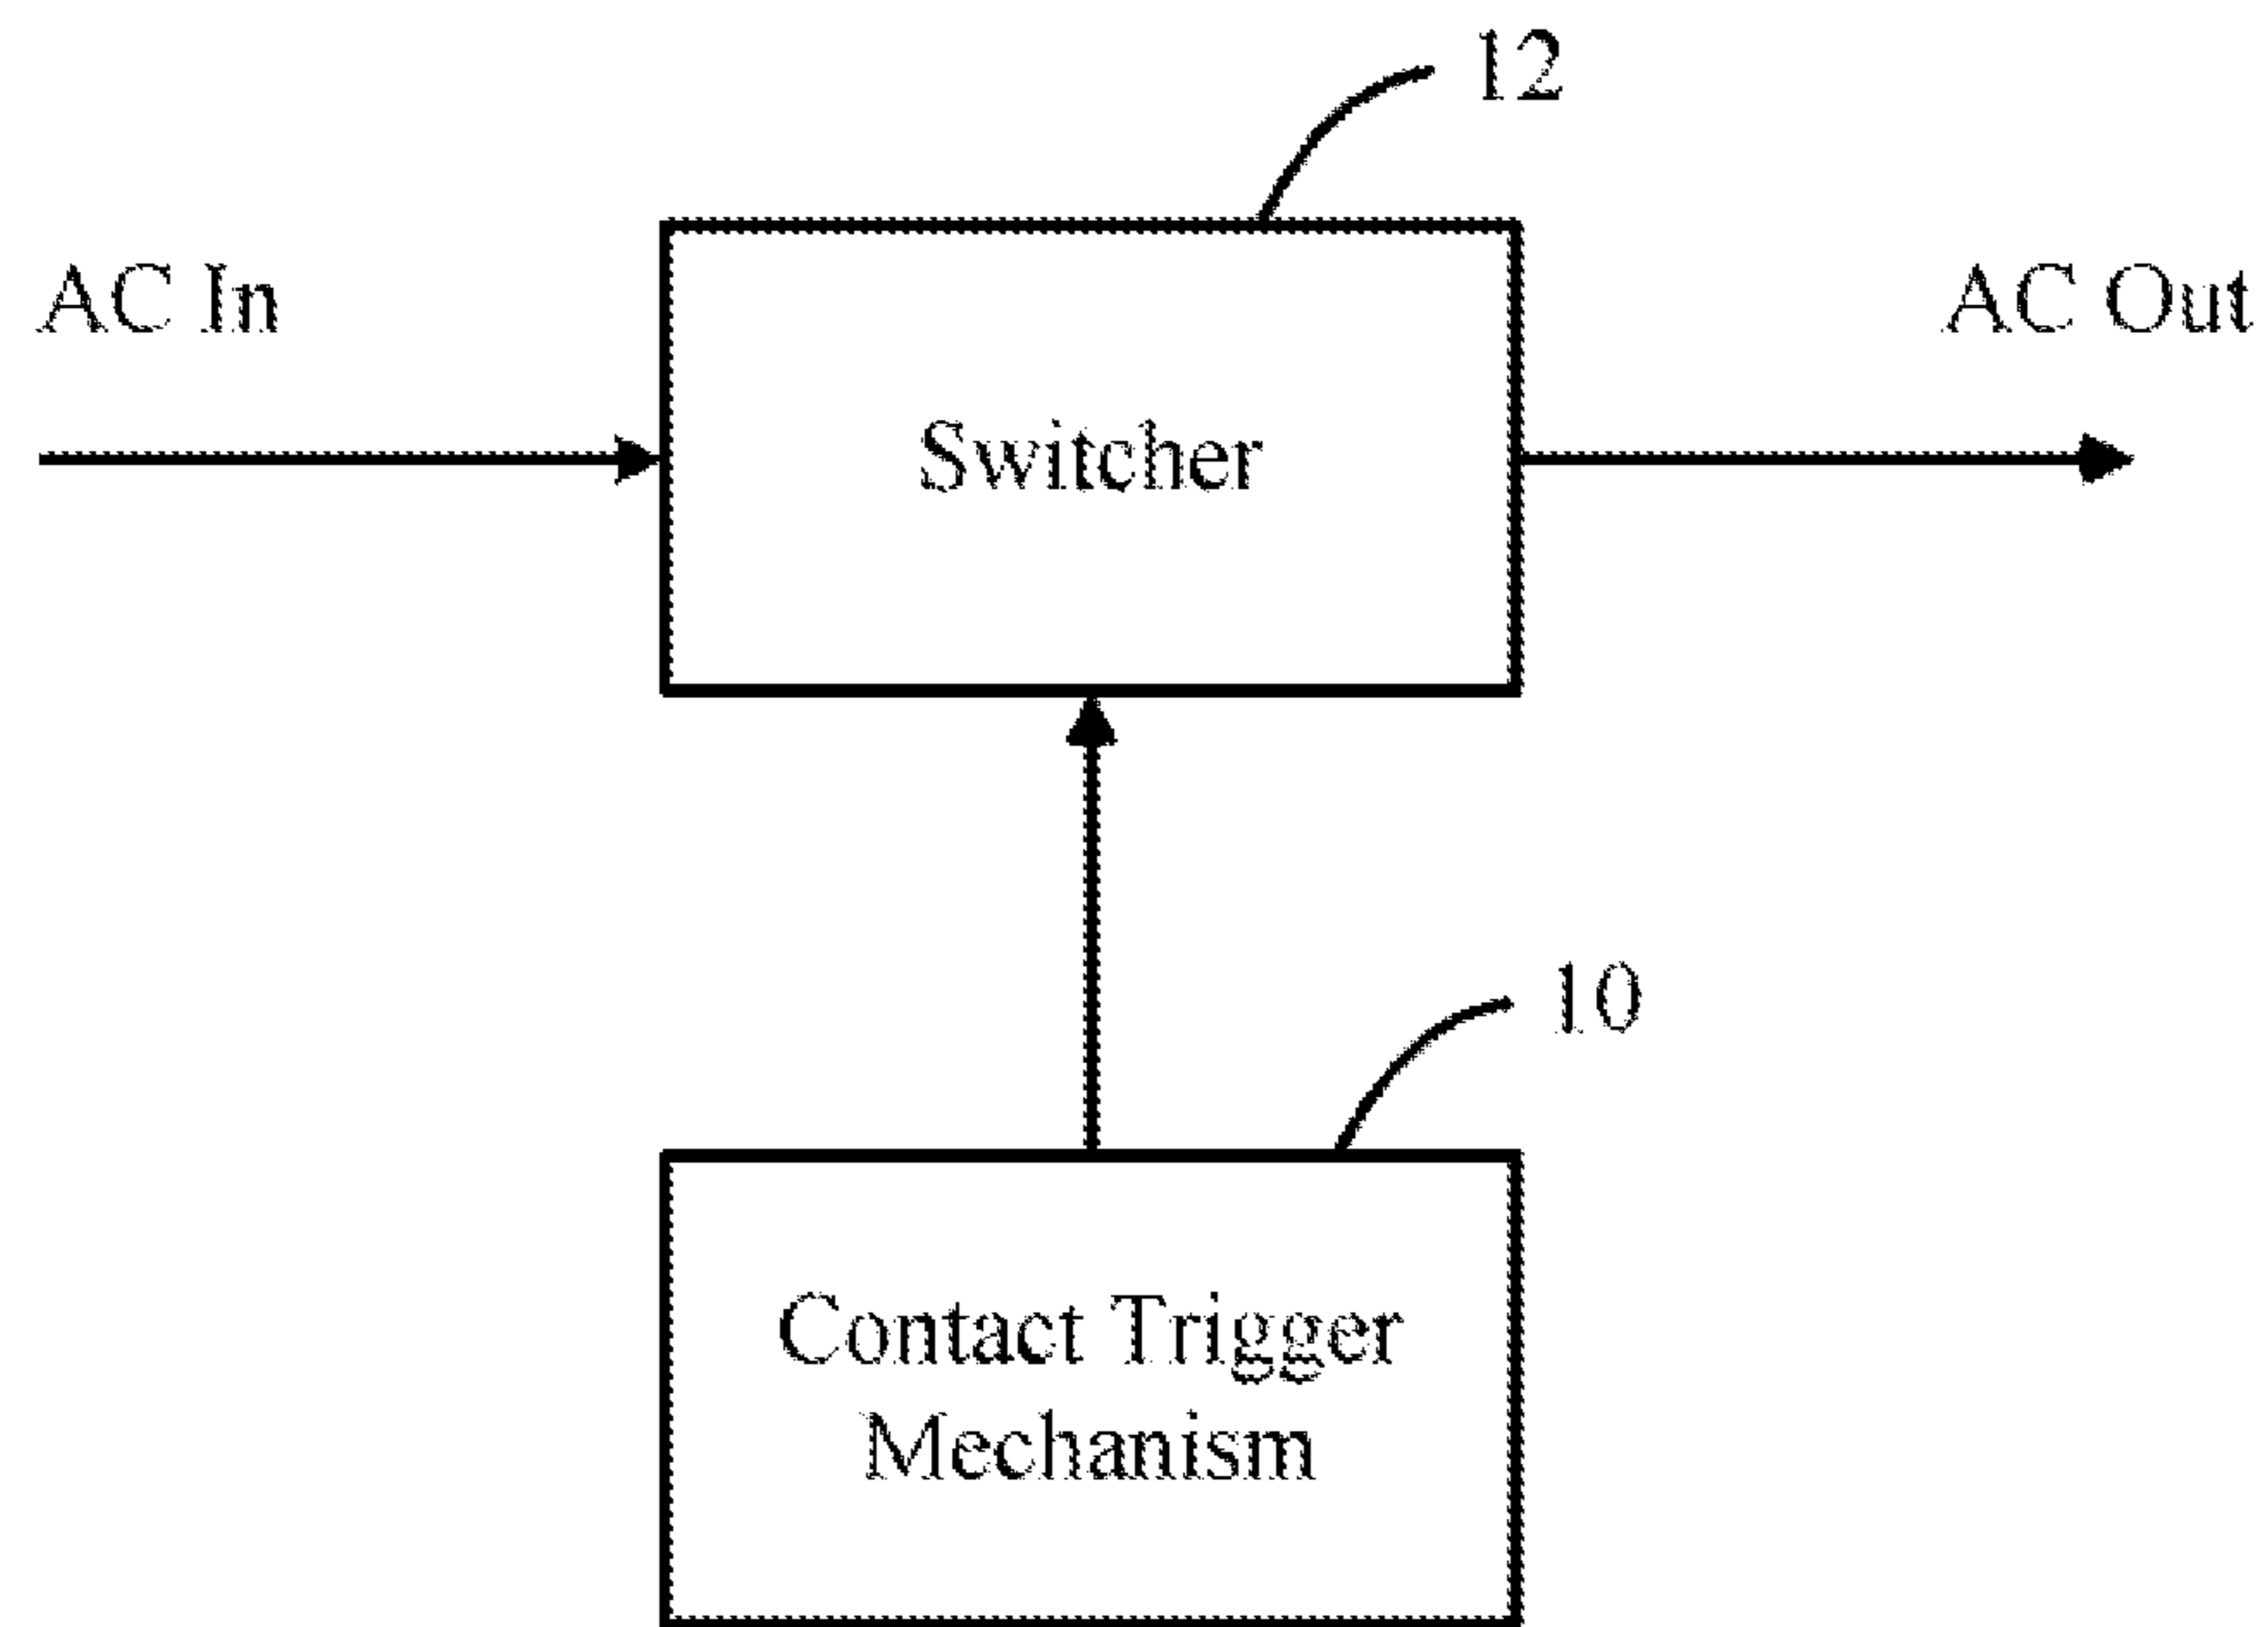 12
AC In
AC Out
Switcher
10
Contact Trigger
Mechanism